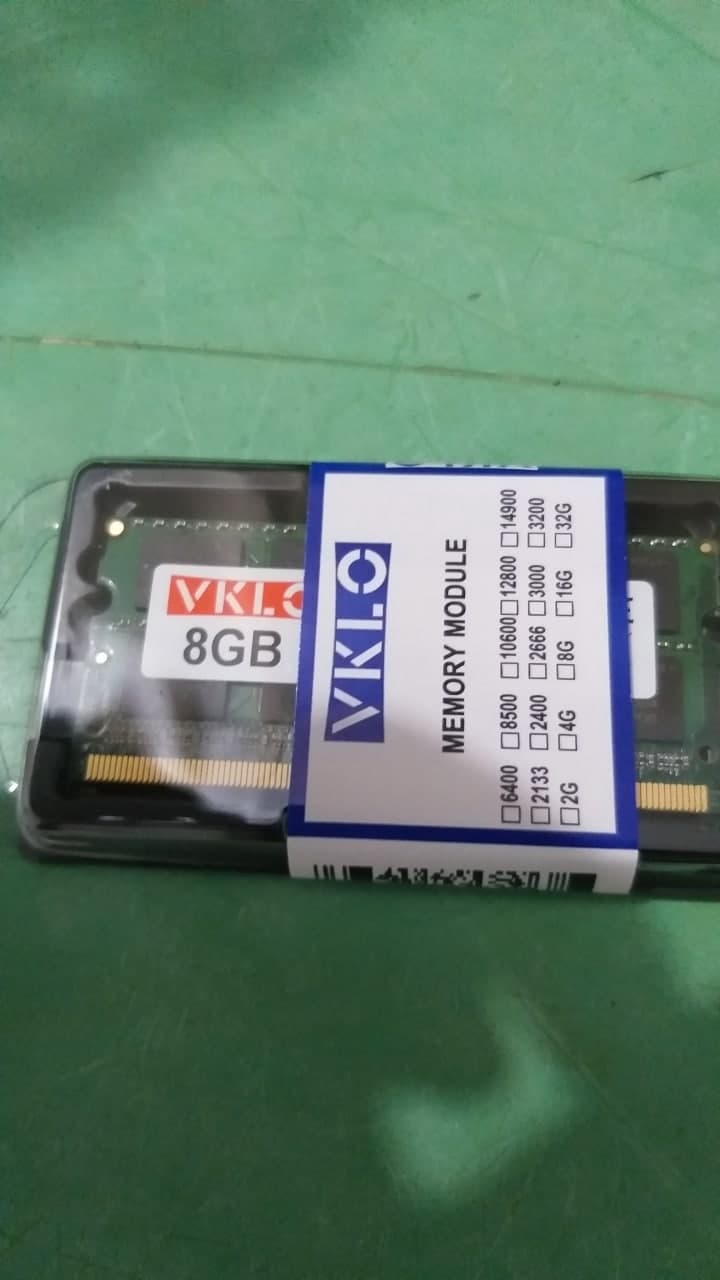 VKLO
8GB
VKLO
MEMORY MODULE
□6400 □8500 □10600 □12800 □14900
□2133 □2400 □2666 □3000 □3200
□2G □4G □8G □16G □32G